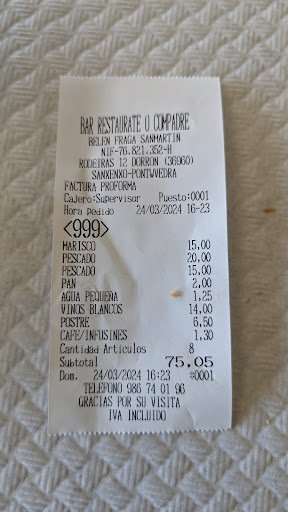 BAR RESTAURATE O COMPADRE
BELEN FRAGA SANMARTIN
NIF-76.821.352-H
RODEIRAS 12 DORRON (36960)
SANXENXO-PONTWVEDRA
FACTURA PROFORMA
Cajero:Supervisor Puesto:0001
Hora Pedido 24/03/2024 16-23
<999>
MARISCO 15,00
PESCADO 20,00
PESCADO 15,00
PAN 2,00
AGUA PEQUEÑA 1,25
VINOS BLANCOS 14,00
POSTRE 6,50
CAFE/INFUSINES 1,30
Cantidad Articulos 8
Subtotal 75,05
Dom. 24/03/2024 16:23 #0001
TELEFONO 986 74 01 96
GRACIAS POR SU VISITA
IVA INCLUIDO